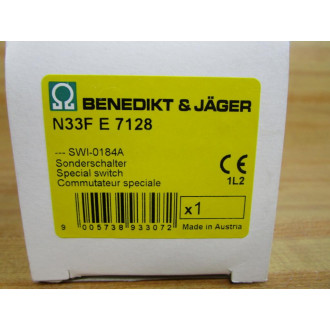 Ω BENEDIKT & JÄGER
N33F E 7128
--- SWI-0184A
Sonderschalter
Special switch
Commutateur speciale
CE
1L2
x1
9 005738 933072
Made in Austria